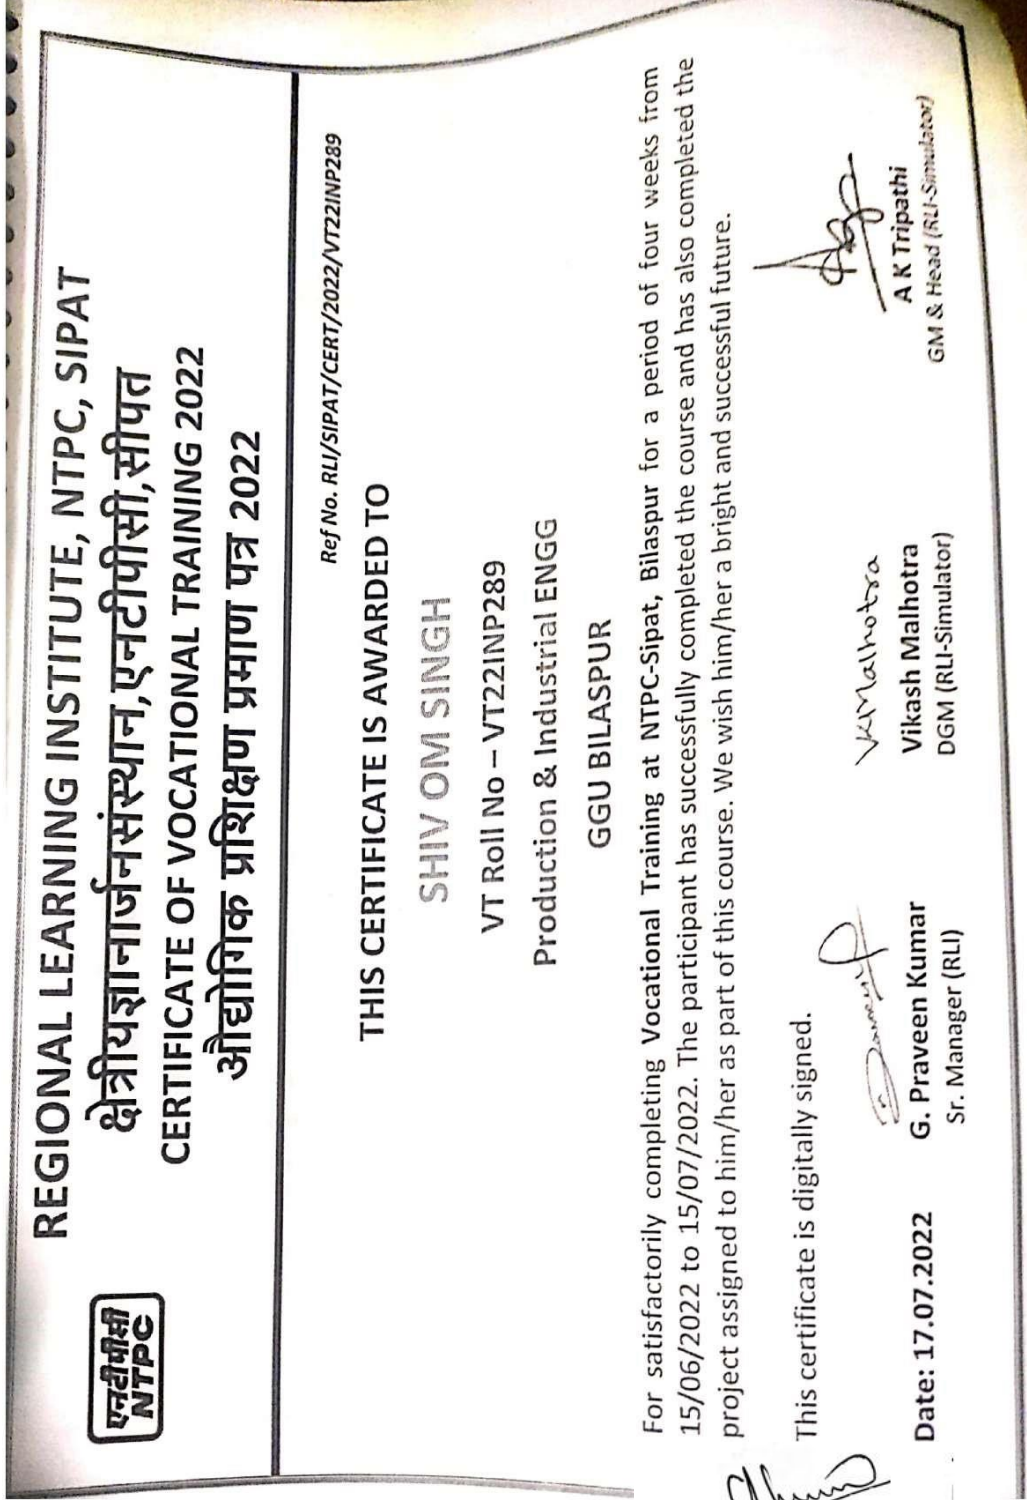 एनटीपीसी
NTPC
REGIONAL LEARNING INSTITUTE, NTPC, SIPAT
क्षेत्रीयज्ञानार्जनसंस्थान,एनटीपीसी,सीपत
CERTIFICATE OF VOCATIONAL TRAINING 2022
औद्योगिक प्रशिक्षण प्रमाण पत्र 2022
Ref No. RLI/SIPAT/CERT/2022/VT22INP289
THIS CERTIFICATE IS AWARDED TO
SHIV OM SINGH
VT Roll No – VT22INP289
Production & Industrial ENGG
GGU BILASPUR
For satisfactorily completing Vocational Training at NTPC-Sipat, Bilaspur for a period of four weeks from
15/06/2022 to 15/07/2022. The participant has successfully completed the course and has also completed the
project assigned to him/her as part of this course. We wish him/her a bright and successful future.
This certificate is digitally signed.
VKMalhotra
Date: 17.07.2022
G. Praveen Kumar
Sr. Manager (RLI)
Vikash Malhotra
DGM (RLI-Simulator)
A K Tripathi
GM & Head (RLI-Simulator)